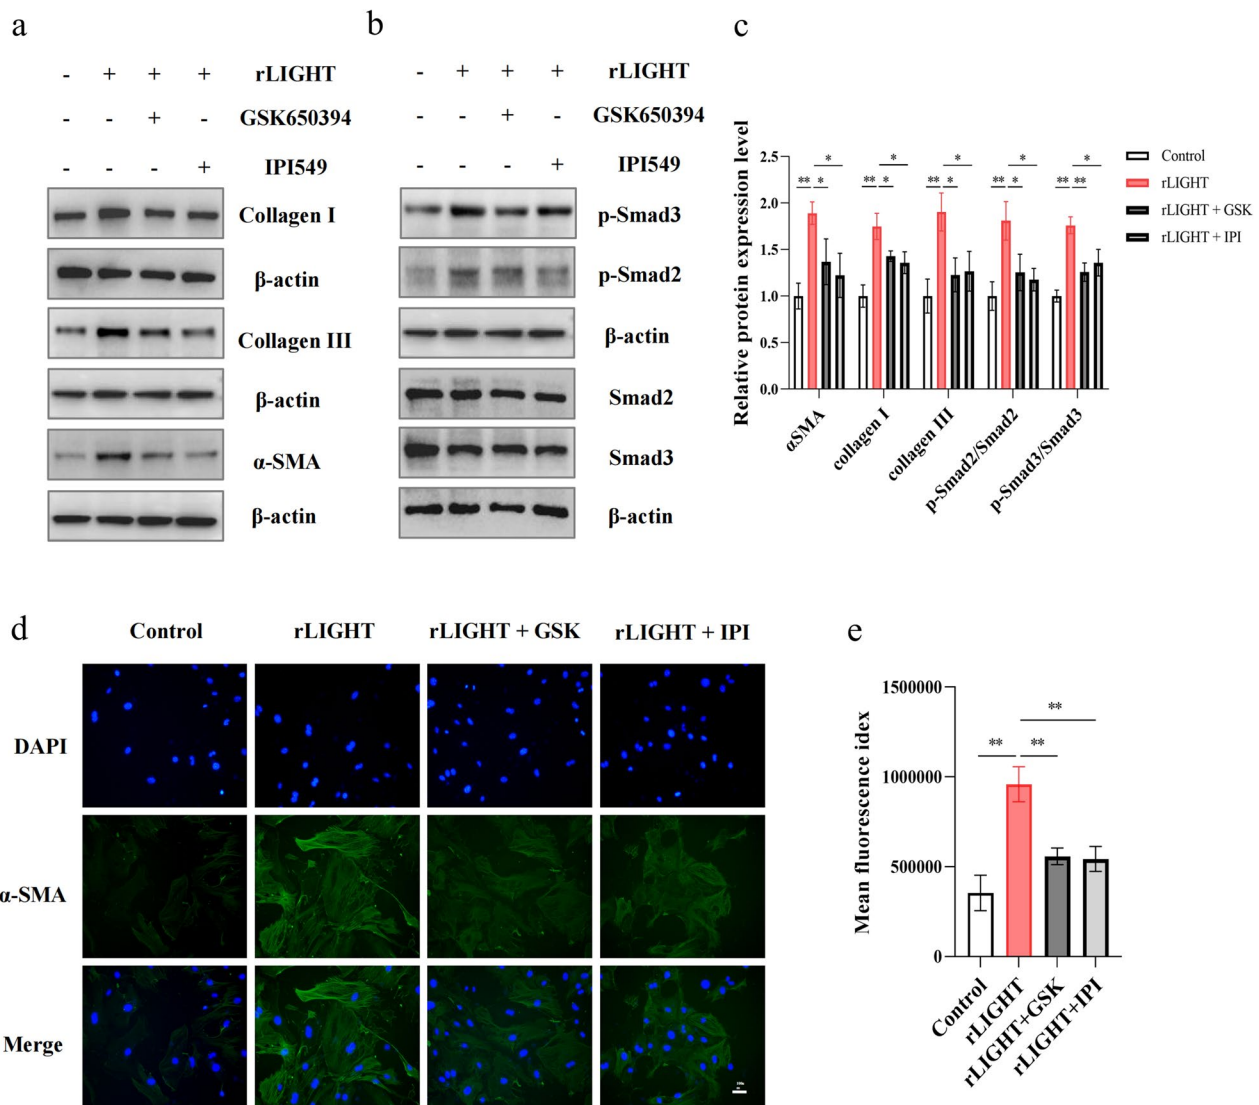 a
- + + + rLIGHT
- - + - GSK650394
- - - + IPI549
Collagen I
β-actin
Collagen III
β-actin
α-SMA
β-actin
b
- + + + rLIGHT
- - + - GSK650394
- - - + IPI549
p-Smad3
p-Smad2
β-actin
Smad2
Smad3
β-actin
c
Relative protein expression level
2.5
2.0
1.5
1.0
0.5
0.0
* * * * *
** * ** * ** * ** * ** **
αSMA
collagen I
collagen III
p-Smad2/Smad2
p-Smad3/Smad3
Control
rLIGHT
rLIGHT + GSK
rLIGHT + IPI
d
Control rLIGHT rLIGHT + GSK rLIGHT + IPI
DAPI
α-SMA
Merge
e
Mean fluorescence idex
1500000
1000000
500000
0
**
** **
Control
rLIGHT
rLIGHT+GSK
rLIGHT+IPI